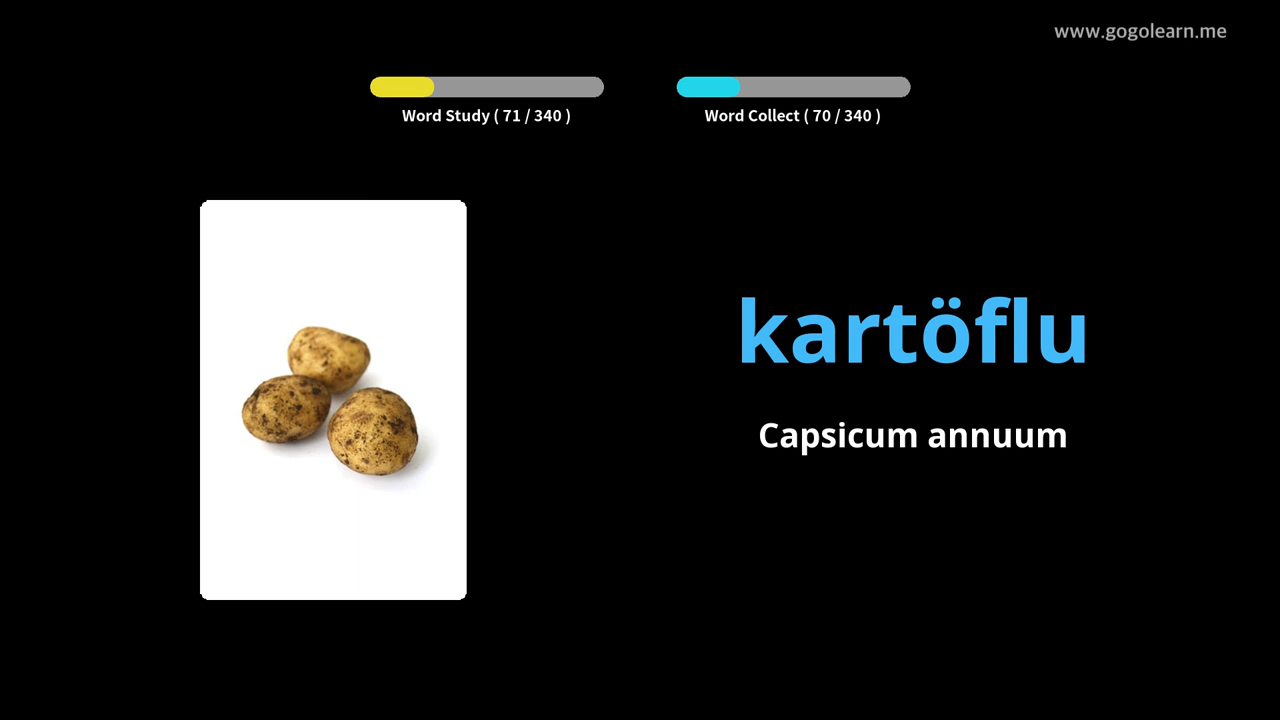 www.gogolearn.me
Word Study ( 71 / 340 )
Word Collect ( 70 / 340 )
kartöflu
Capsicum annuum